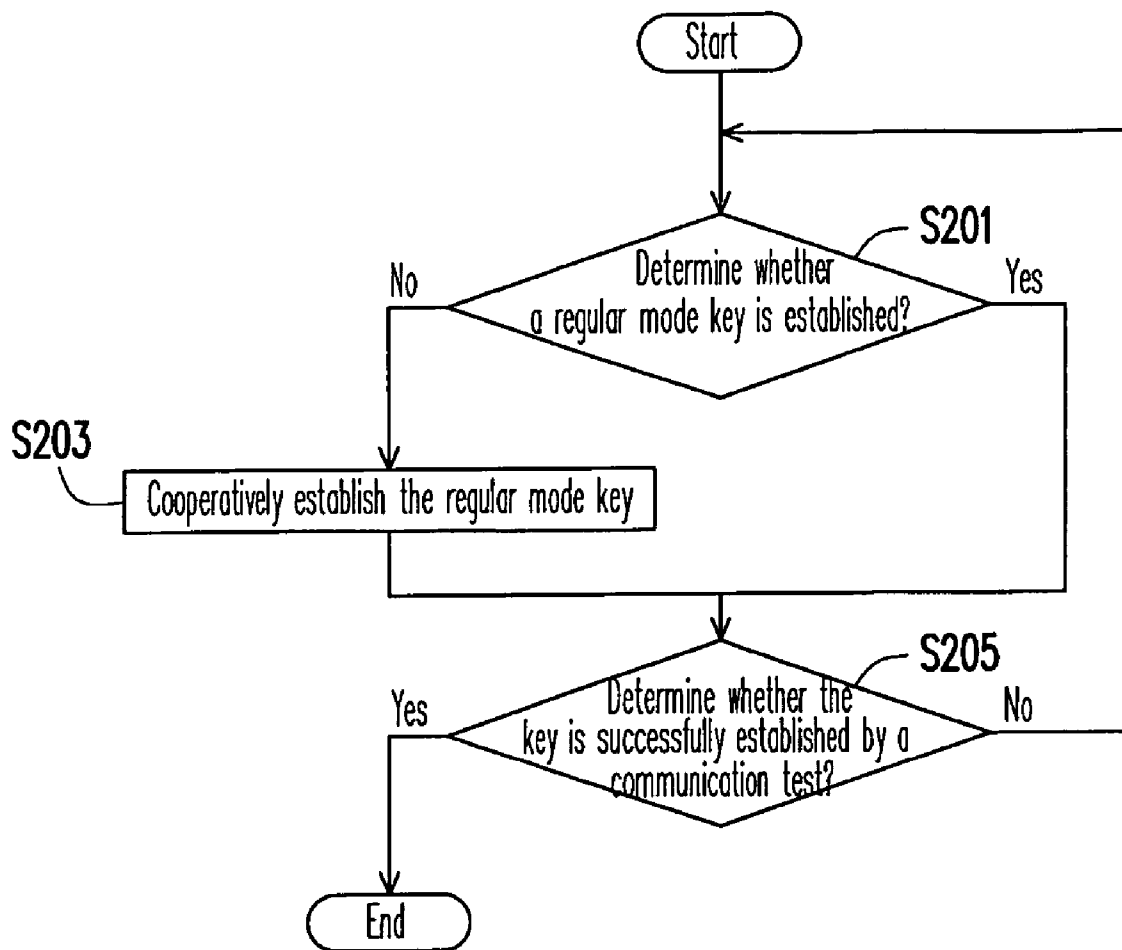 Start
S201
Determine whether
a regular mode key is established?
No
Yes
S203
Cooperatively establish the regular mode key
S205
Determine whether the
key is successfully established by a
communication test?
Yes
No
End